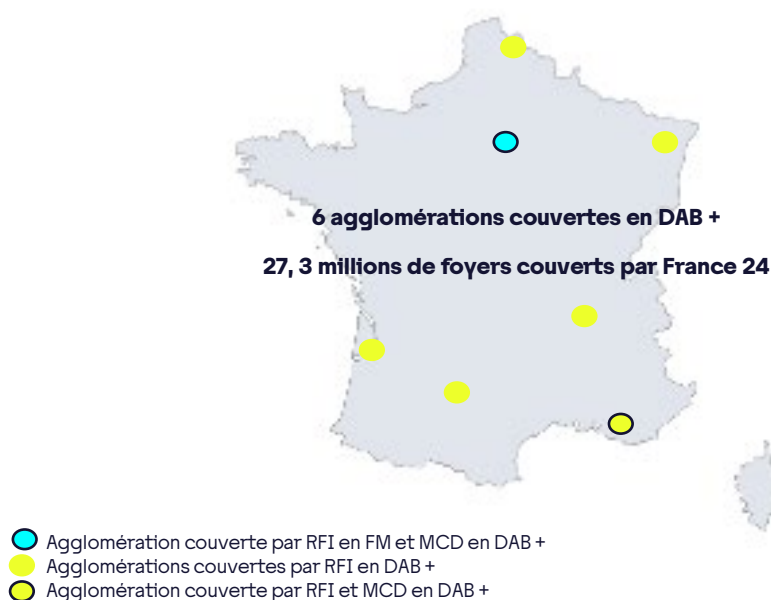 6 agglomérations couvertes en DAB +
27, 3 millions de foyers couverts par France 24
Agglomération couverte par RFI en FM et MCD en DAB +
Agglomérations couvertes par RFI en DAB +
Agglomération couverte par RFI et MCD en DAB +